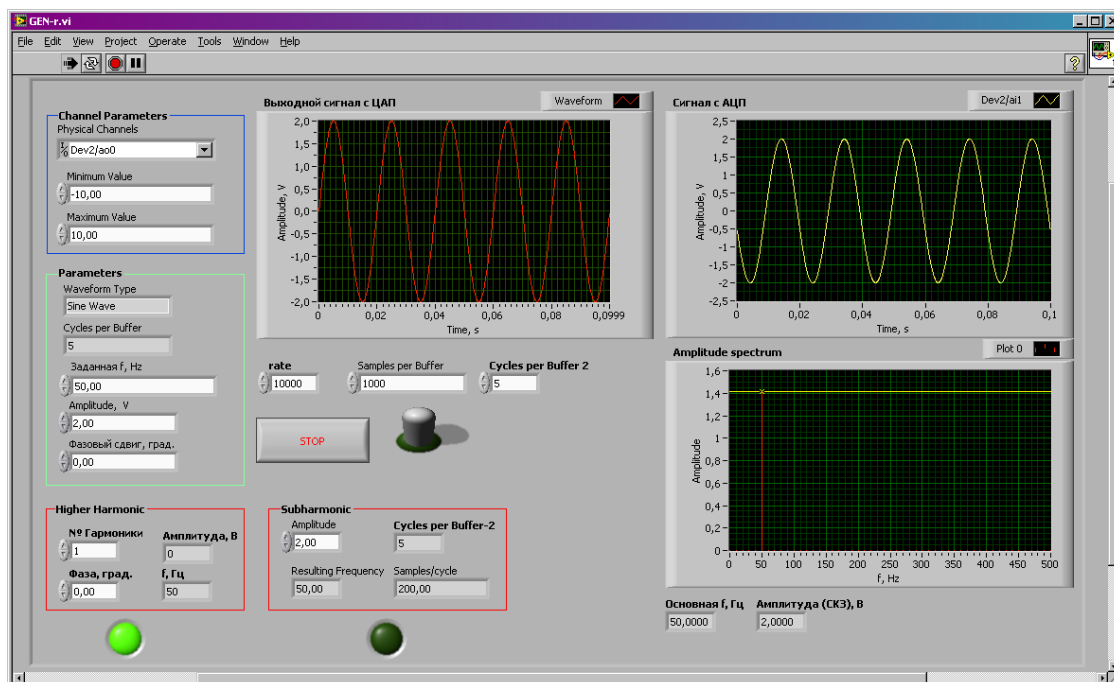 GEN-r.vi
File Edit View Project Operate Tools Window Help
Channel Parameters
Physical Channels
Dev2/ao0
Minimum Value
-10,00
Maximum Value
10,00
Parameters
Waveform Type
Sine Wave
Cycles per Buffer
5
Заданная f, Hz
50,00
Amplitude, V
2,00
Фазовый сдвиг, град.
0,00
Выходной сигнал с ЦАП
Waveform
Amplitude, V
2,0
1,5
1,0
0,5
0,0
-0,5
-1,0
-1,5
-2,0
0 0,02 0,04 0,06 0,08 0,0999
Time, s
rate
10000
Samples per Buffer
1000
Cycles per Buffer 2
5
STOP
Сигнал с АЦП
Dev2/ai1
Amplitude, V
2,5
2
1,5
1
0,5
0
-0,5
-1
-1,5
-2
-2,5
0 0,02 0,04 0,06 0,08 0,1
Time, s
Amplitude spectrum
Plot 0
Amplitude
1,6
1,4
1,2
1
0,8
0,6
0,4
0,2
0
0 50 100 150 200 250 300 350 400 450 500
f, Hz
Основная f, Гц
50,0000
Амплитуда (СКЗ), В
2,0000
Higher Harmonic
№ Гармоники
1
Амплитуда, В
0
Фаза, град.
0,00
f, Гц
50
Subharmonic
Amplitude
2,00
Cycles per Buffer-2
5
Resulting Frequency
50,00
Samples/cycle
200,00